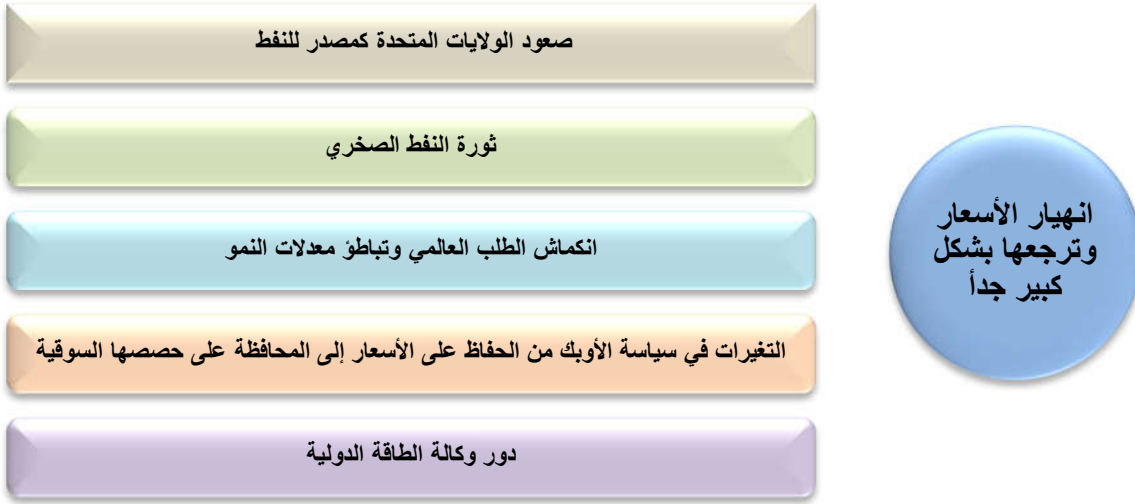 صعود الولايات المتحدة كمصدر للنفط
ثورة النفط الصخري
انكماش الطلب العالمي وتباطؤ معدلات النمو
التغيرات في سياسة الأوبك من الحفاظ على الأسعار إلى المحافظة على حصصها السوقية
دور وكالة الطاقة الدولية
انهيار الأسعار
وترجعها بشكل
كبير جدأ